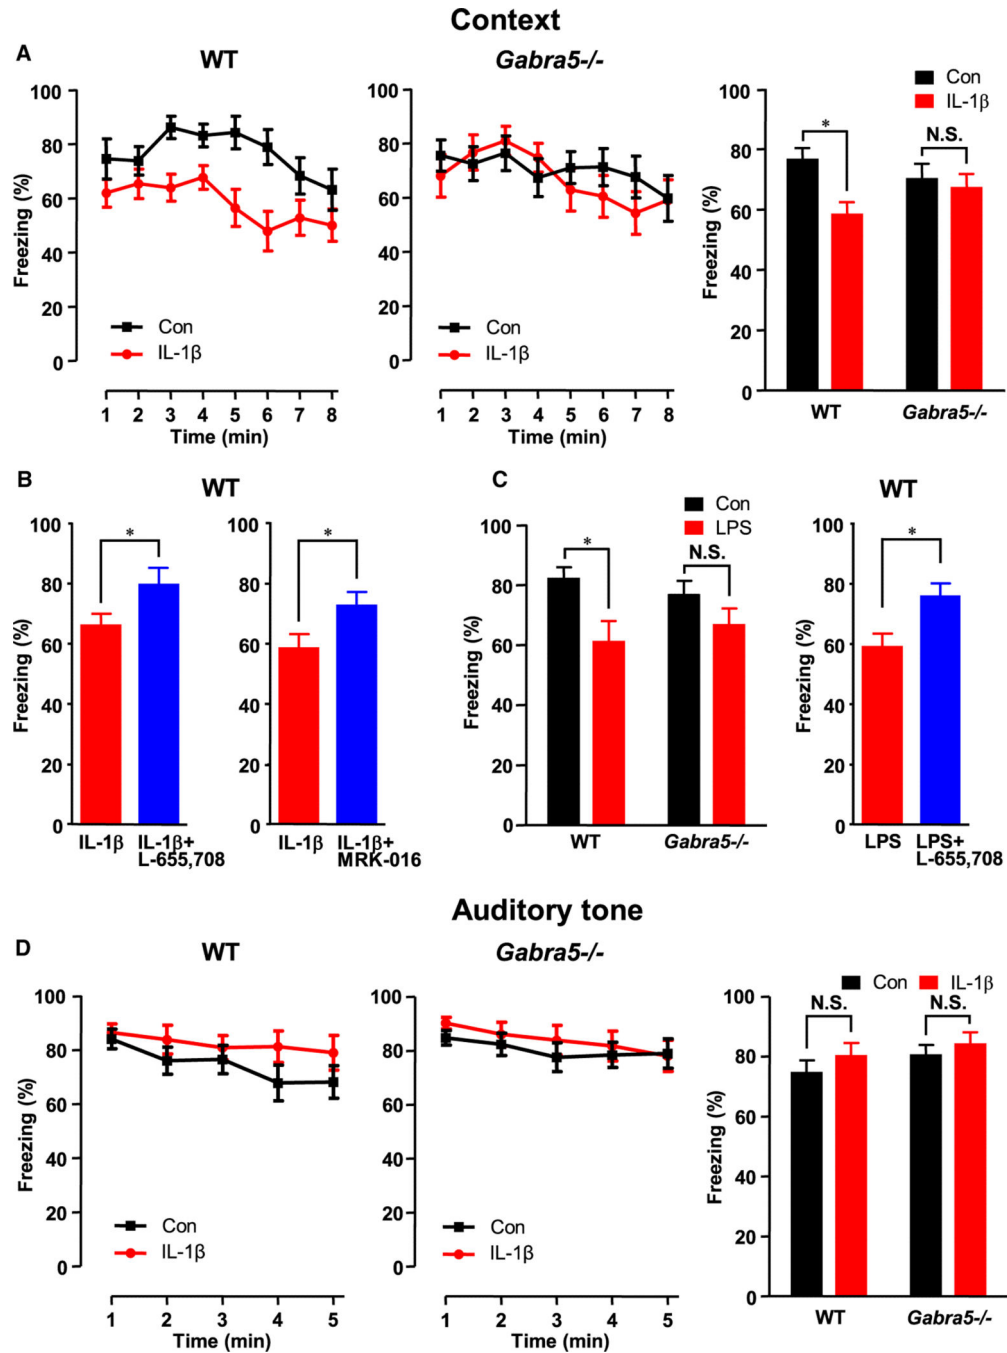 Context
A
WT
Gabra5-/-
Con
IL-1β
Freezing (%)
100
80
60
40
20
0
Con
IL-1β
1 2 3 4 5 6 7 8
Time (min)
100
80
60
40
20
0
Con
IL-1β
1 2 3 4 5 6 7 8
Time (min)
Freezing (%)
100
80
60
40
20
0
*
N.S.
WT Gabra5-/-
B
WT
Freezing (%)
100
80
60
40
20
0
*
IL-1β IL-1β+
L-655,708
100
80
60
40
20
0
*
IL-1β IL-1β+
MRK-016
C
Con
LPS
Freezing (%)
100
80
60
40
20
0
*
N.S.
WT Gabra5-/-
WT
Freezing (%)
100
80
60
40
20
0
*
LPS LPS+
L-655,708
Auditory tone
D
WT
Gabra5-/-
Con IL-1β
Freezing (%)
100
80
60
40
20
0
Con
IL-1β
1 2 3 4 5
Time (min)
100
80
60
40
20
0
Con
IL-1β
1 2 3 4 5
Time (min)
Freezing (%)
100
80
60
40
20
0
N.S. N.S.
WT Gabra5-/-